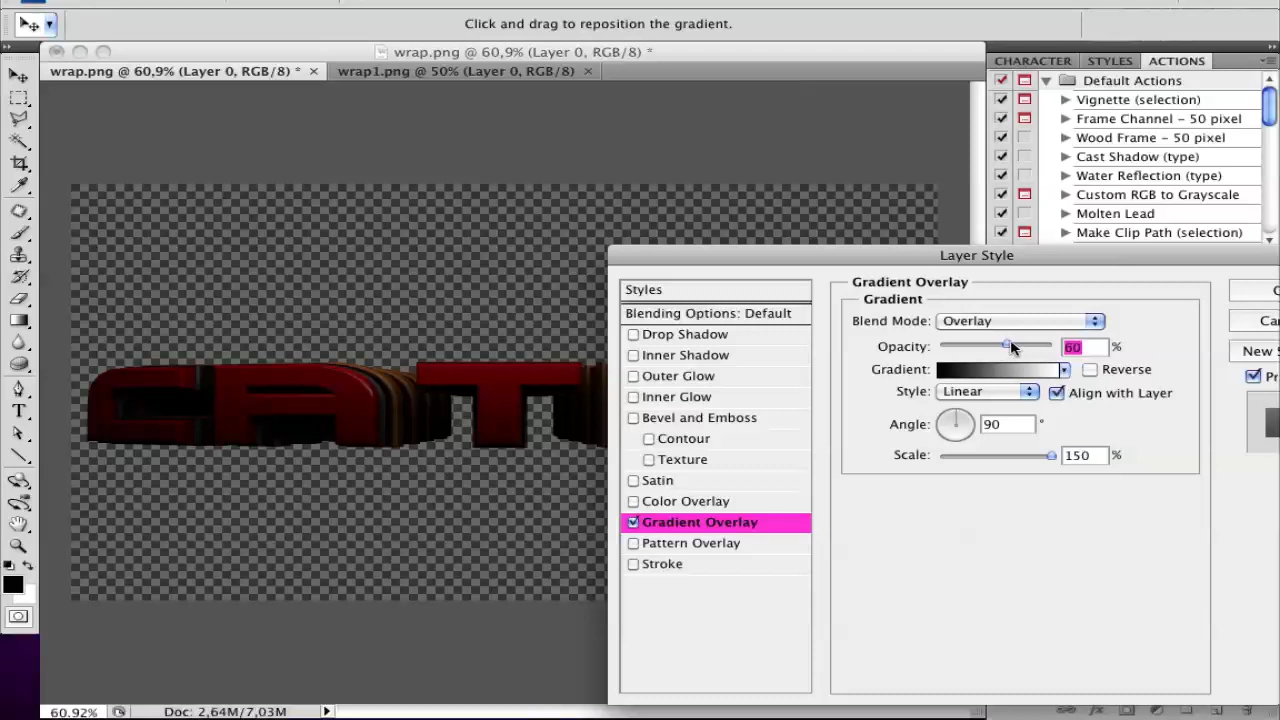 Click and drag to reposition the gradient.
wrap.png @ 60,9% (Layer 0, RGB/8) *
wrap.png @ 60,9% (Layer 0, RGB/8) *
wrap1.png @ 50% (Layer 0, RGB/8)
CHARACTER STYLES ACTIONS
Default Actions
Vignette (selection)
Frame Channel - 50 pixel
Wood Frame - 50 pixel
Cast Shadow (type)
Water Reflection (type)
Custom RGB to Grayscale
Molten Lead
Make Clip Path (selection)
Layer Style
Styles
Blending Options: Default
Drop Shadow
Inner Shadow
Outer Glow
Inner Glow
Bevel and Emboss
Contour
Texture
Satin
Color Overlay
Gradient Overlay
Pattern Overlay
Stroke
Gradient Overlay
Gradient
Blend Mode: Overlay
Opacity: 60 %
Gradient: Reverse
Style: Linear Align with Layer
Angle: 90 °
Scale: 150 %
New
60.92% Doc: 2,64M/7,03M